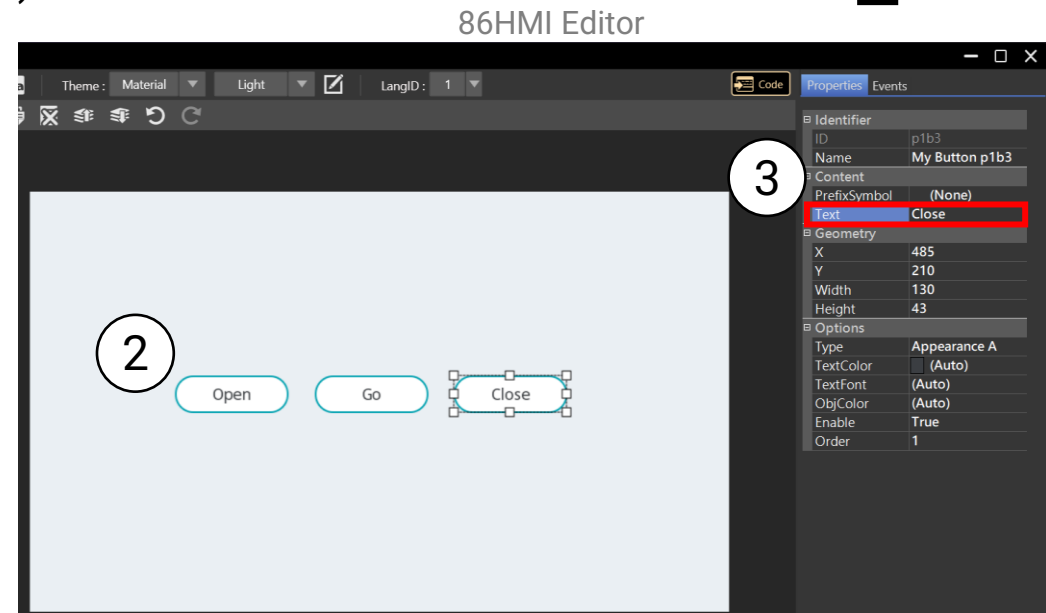 86HMI Editor
Theme : Material Light LangID : 1 Code Properties Events
Identifier
ID p1b3
Name My Button p1b3
3
Content
PrefixSymbol (None)
Text Close
Geometry
X 485
Y 210
Width 130
Height 43
Options
2
Type Appearance A
TextColor (Auto)
TextFont (Auto)
ObjColor (Auto)
Enable True
Order 1
Open Go Close